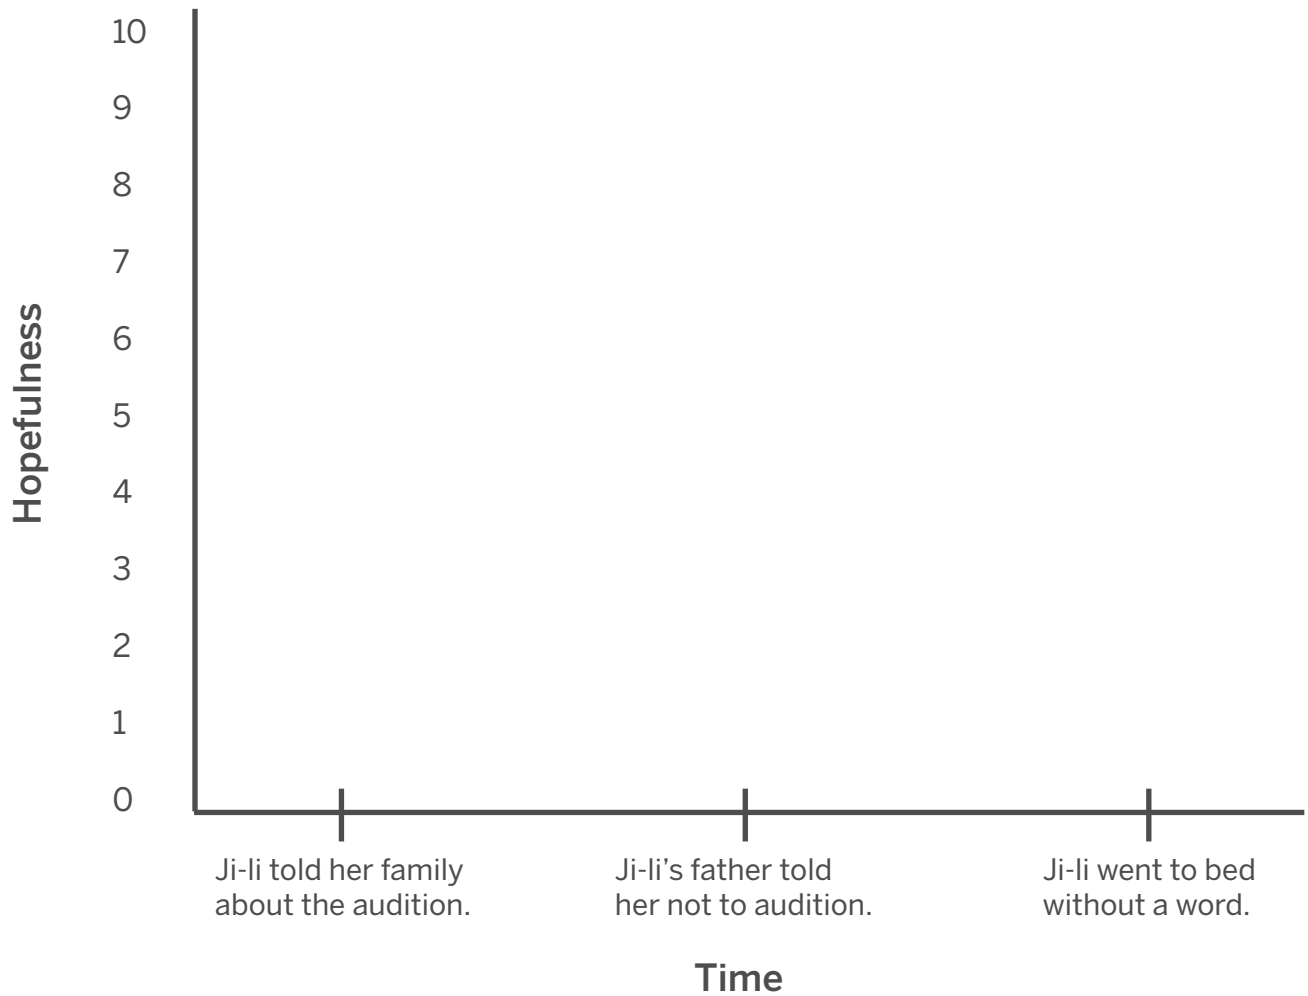 10
9
8
7
6
5
4
3
2
1
0
Hopefulness
Ji-li told her family
about the audition.
Ji-li’s father told
her not to audition.
Ji-li went to bed
without a word.
Time